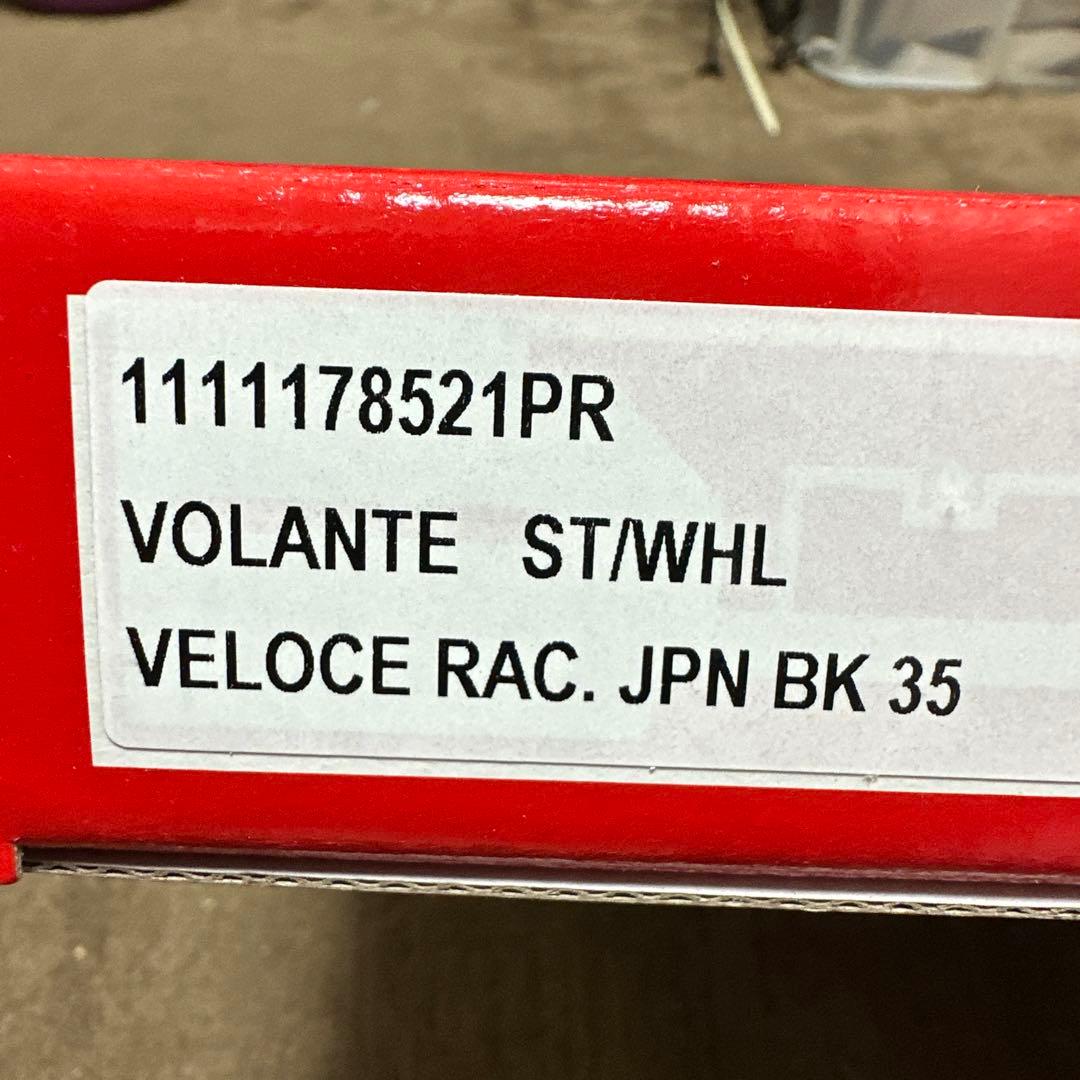 1111178521PR
VOLANTE ST/WHL
VELOCE RAC. JPN BK 35